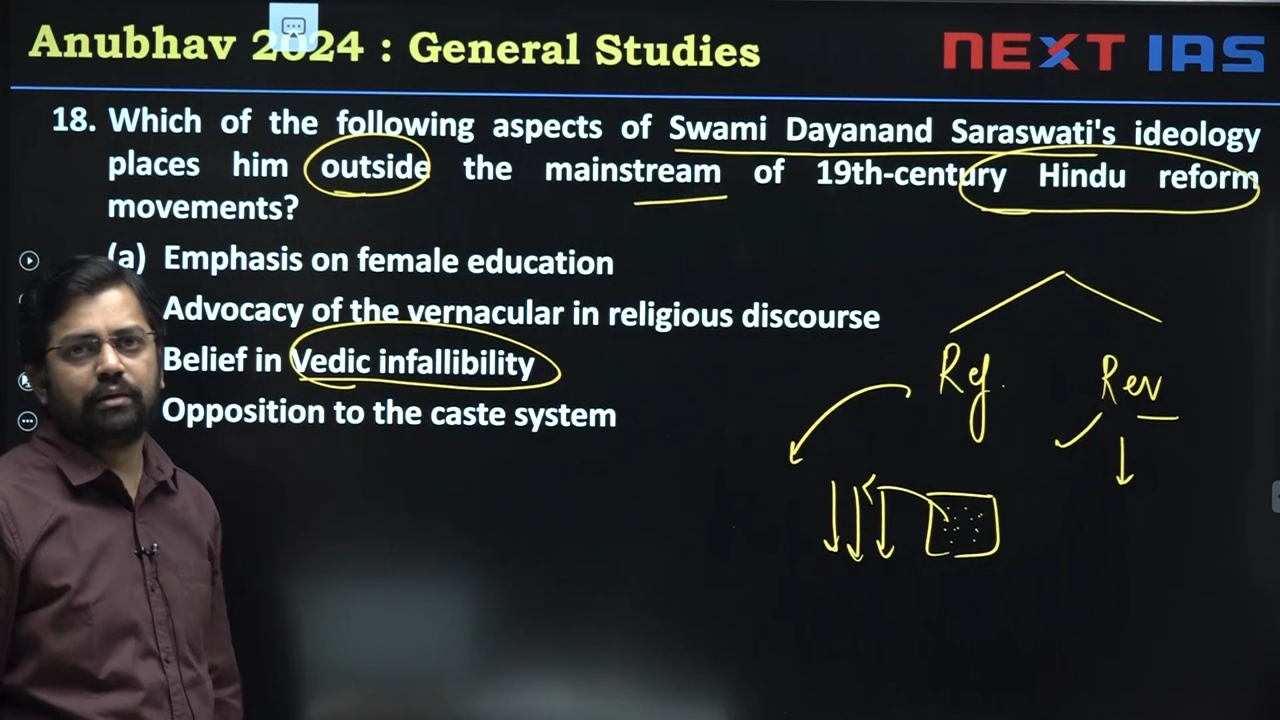 Anubhav 2024 : General Studies
NEXT IAS
18. Which of the following aspects of Swami Dayanand Saraswati's ideology
places him outside the mainstream of 19th-century Hindu reform
movements?
(a) Emphasis on female education
Advocacy of the vernacular in religious discourse
Belief in Vedic infallibility
Opposition to the caste system
Ref.
Rev